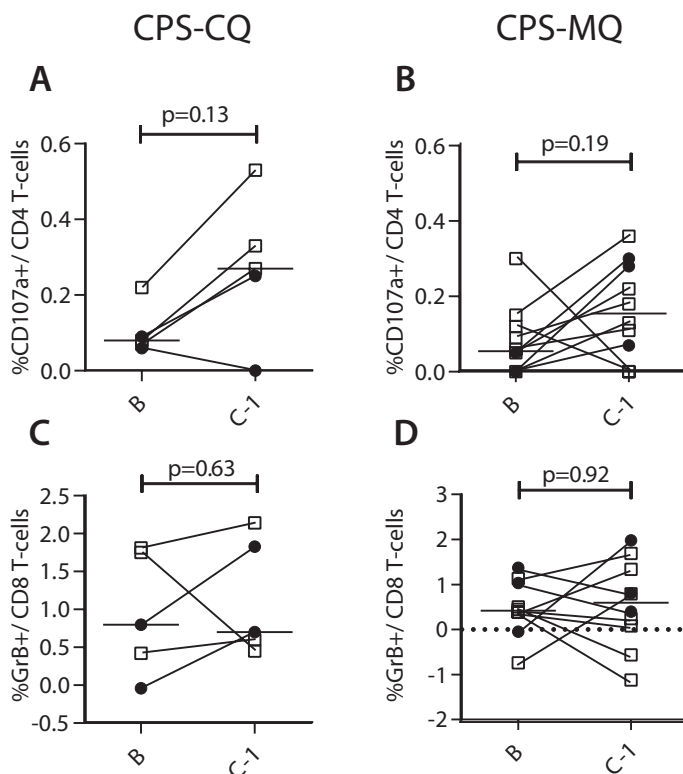 CPS-CQ CPS-MQ
A B
p=0.13 p=0.19
%CD107a+/ CD4 T-cells
0.6
0.4
0.2
0.0
B C-1
%CD107a+/ CD4 T-cells
0.6
0.4
0.2
0.0
B C-1
C D
p=0.63 p=0.92
%GrB+/ CD8 T-cells
2.5
2.0
1.5
1.0
0.5
0.0
-0.5
B C-1
%GrB+/ CD8 T-cells
3
2
1
0
-1
-2
B C-1